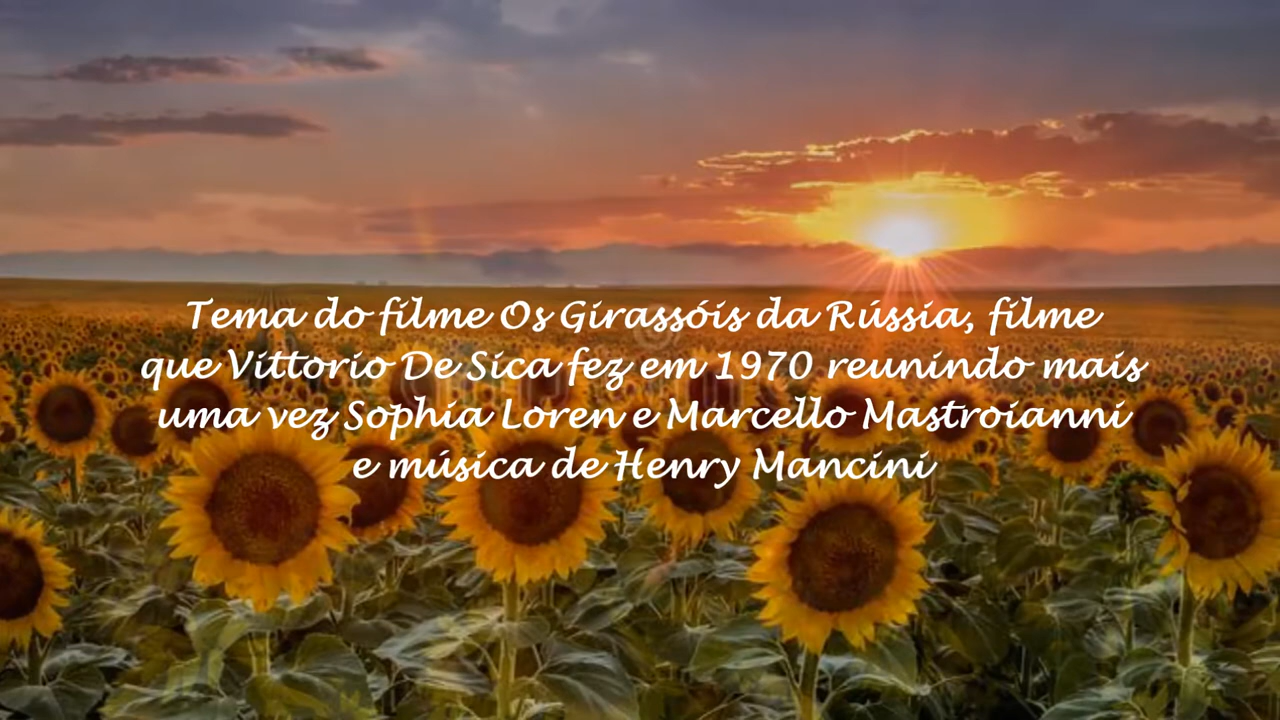 Tema do filme Os Girassóis da Rússia, filme
que Vittorio De Sica fez em 1970 reunindo mais
uma vez Sophia Loren e Marcello Mastroianni
e música de Henry Mancini